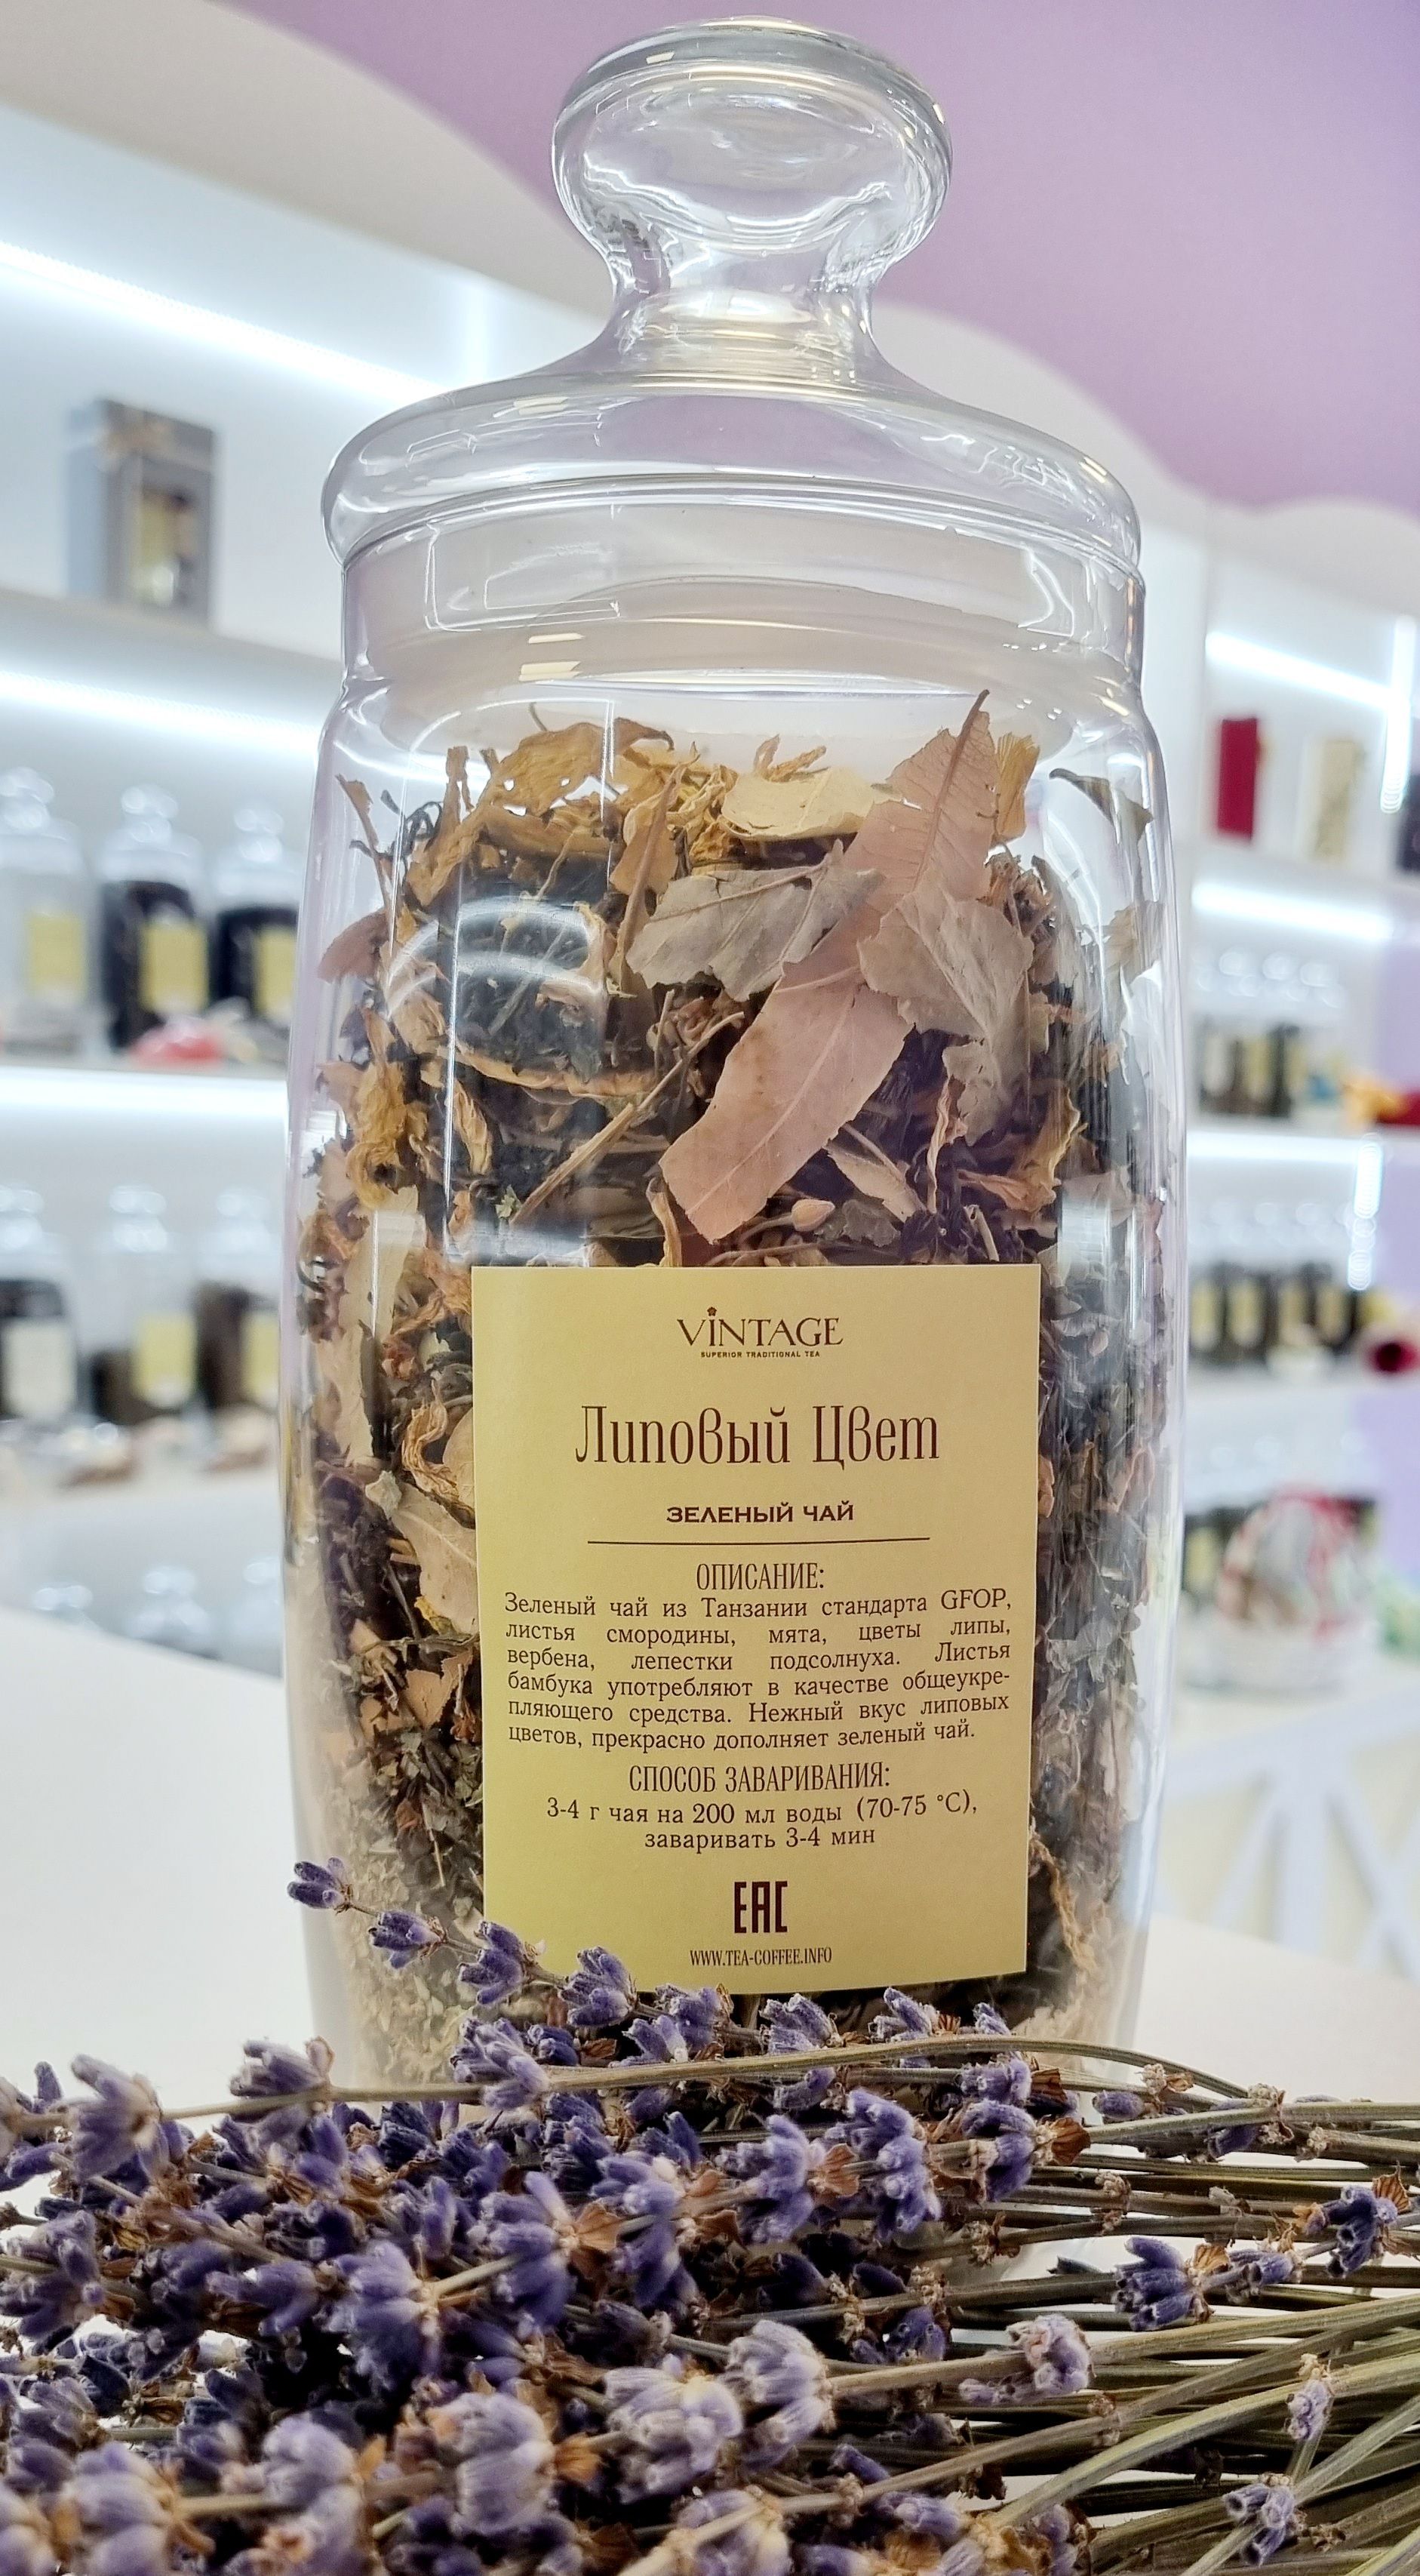 VINTAGE
SUPERIOR TRADITIONAL TEA
Липовый Цвет
ЗЕЛЕНЫЙ ЧАЙ
ОПИСАНИЕ:
Зеленый чай из Танзании стандарта GFOP,
листья смородины, мята, цветы липы,
вербена, лепестки подсолнуха. Листья
бамбука употребляют в качестве общеукре-
пляющего средства. Нежный вкус липовых
цветов, прекрасно дополняет зеленый чай.
СПОСОБ ЗАВАРИВАНИЯ:
3-4 г чая на 200 мл воды (70-75 °C),
заваривать 3-4 мин
EAC
WWW.TEA-COFFEE.INFO